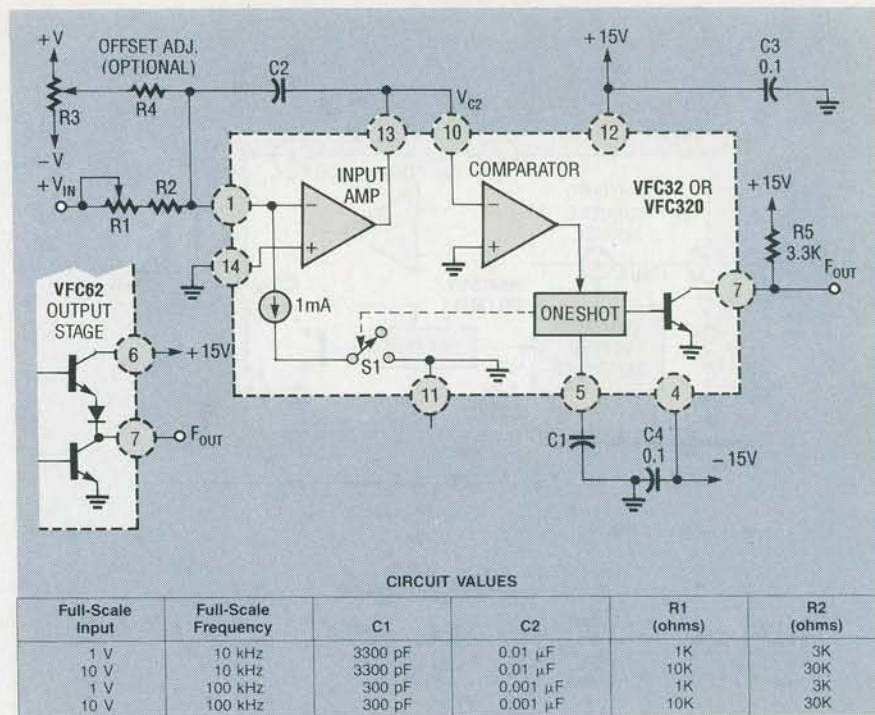 +V
OFFSET ADJ.
(OPTIONAL)
C2
+15V
C3
0.1
R4
R3
VC2
−V
13
10
12
+VIN
INPUT
AMP
COMPARATOR
VFC32 OR
VFC320
+15V
R1
R2
1
R5
3.3K
14
FOUT
7
1mA
ONESHOT
VFC62
OUTPUT
STAGE
6
+15V
S1
11
5
4
7
FOUT
C1
C4
0.1
−15V
CIRCUIT VALUES
Full-Scale Input Full-Scale Frequency C1 C2 R1 (ohms) R2 (ohms)
1 V 10 kHz 3300 pF 0.01 μF 1K 3K
10 V 10 kHz 3300 pF 0.01 μF 10K 30K
1 V 100 kHz 300 pF 0.001 μF 1K 3K
10 V 100 kHz 300 pF 0.001 μF 10K 30K